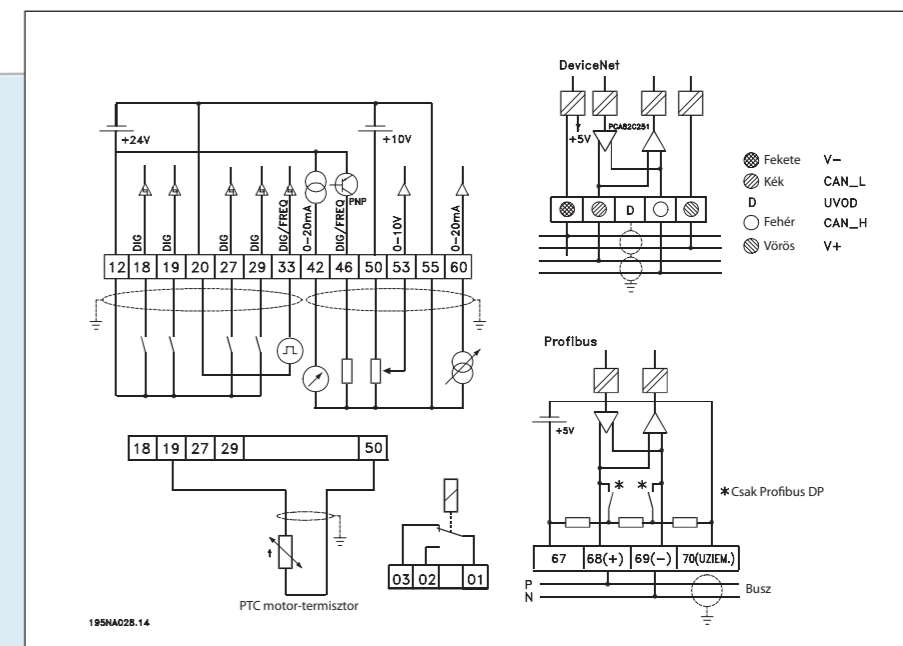 DeviceNet
+24V
+10V
+5V
PCA82C251
DIG
DIG
DIG
DIG
DIG/FREQ
0-20mA
DIG/FREQ
PNP
0-10V
0-20mA
12 18 19 20 27 29 33 42 46 50 53 55 60
D
Fekete V-
Kék CAN_L
D UVOD
Fehér CAN_H
Vörös V+
Profibus
+5V
* *
*Csak Profibus DP
67 68(+) 69(-) 70(UZIEM.)
P
N
Busz
18 19 27 29 50
t
PTC motor-termisztor
03 02 01
195NA028.14